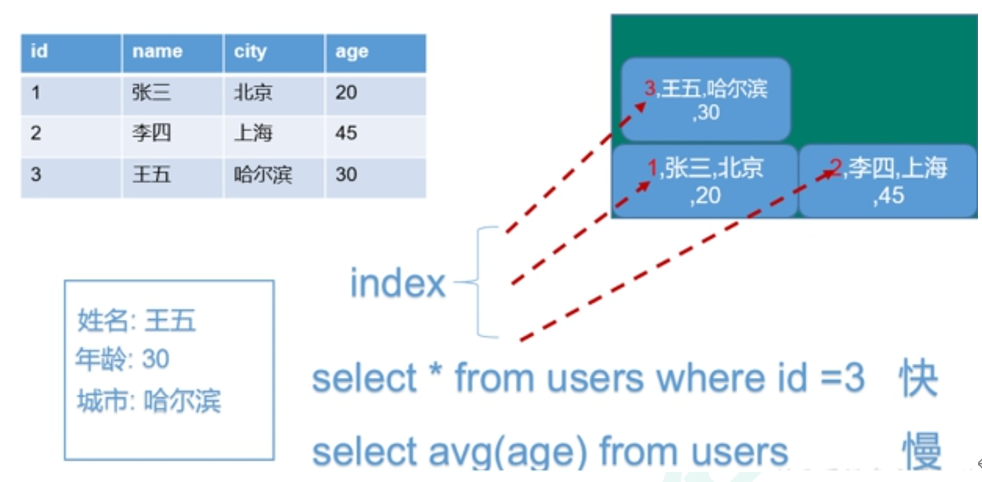 id name city age
1 张三 北京 20
2 李四 上海 45
3 王五 哈尔滨 30
3,王五,哈尔滨
,30
1,张三,北京
,20
2,李四,上海
,45
index
姓名: 王五
年龄: 30
城市: 哈尔滨
select * from users where id =3 快
select avg(age) from users 慢